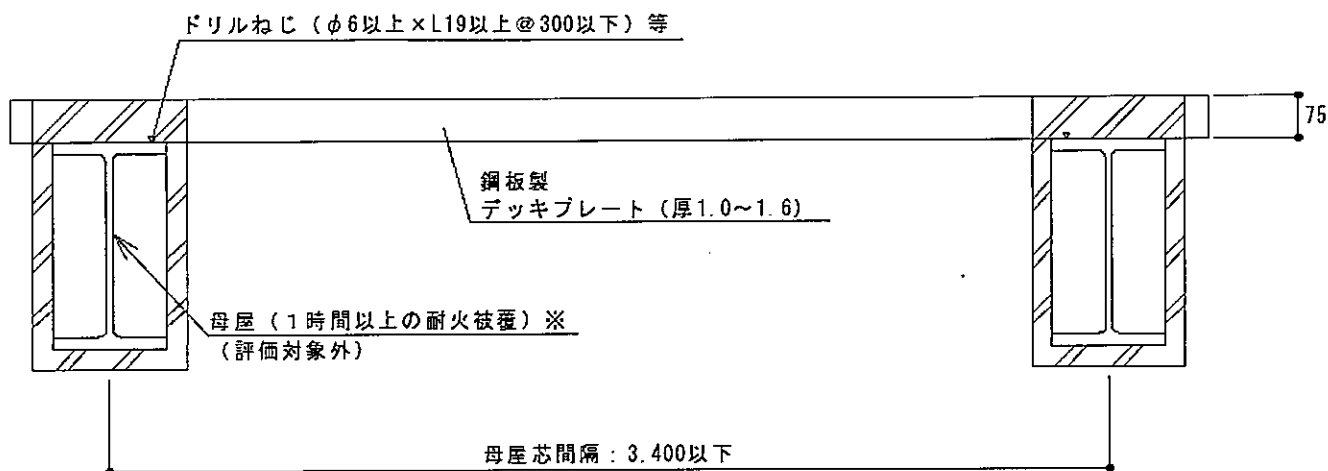 ドリルねじ（φ6以上×L19以上@300以下）等
75
鋼板製
デッキプレート（厚1.0~1.6）
母屋（1時間以上の耐火被覆）※
（評価対象外）
母屋芯間隔：3,400以下